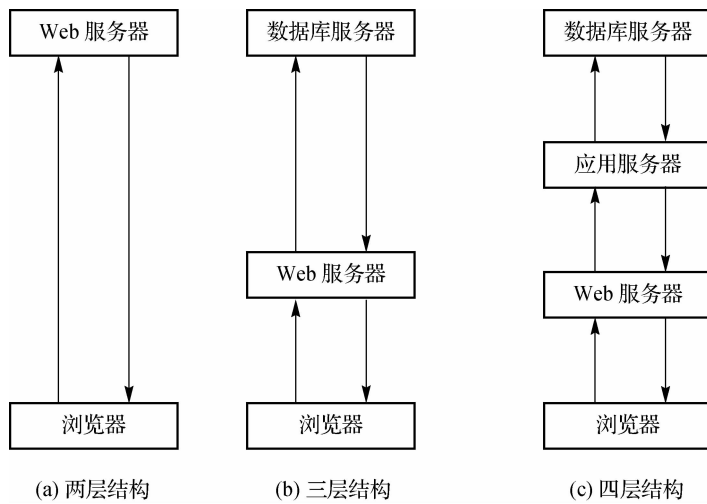 Web 服务器
数据库服务器
数据库服务器
应用服务器
Web 服务器
Web 服务器
浏览器
浏览器
浏览器
(a) 两层结构
(b) 三层结构
(c) 四层结构